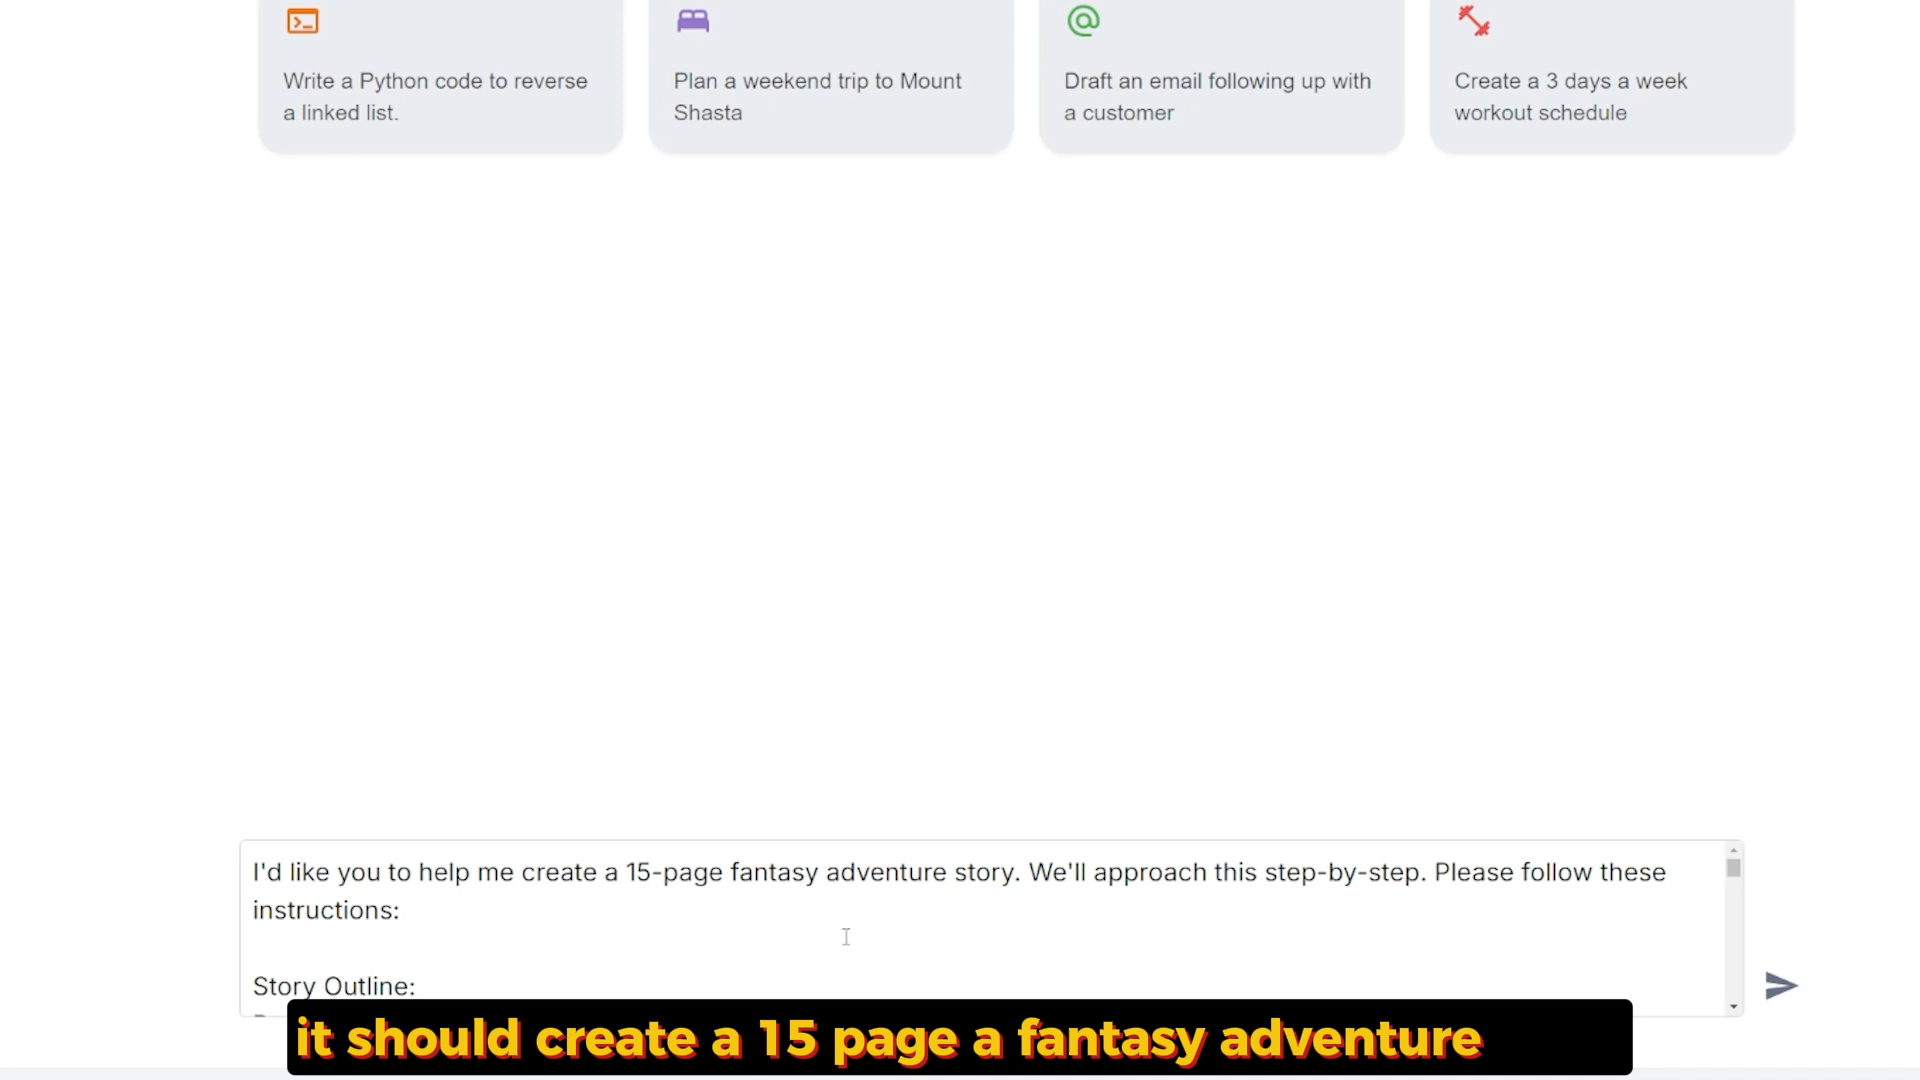 Write a Python code to reverse
a linked list.
Plan a weekend trip to Mount
Shasta
Draft an email following up with
a customer
Create a 3 days a week
workout schedule
I'd like you to help me create a 15-page fantasy adventure story. We'll approach this step-by-step. Please follow these
instructions:
Story Outline:
it should create a 15 page a fantasy adventure